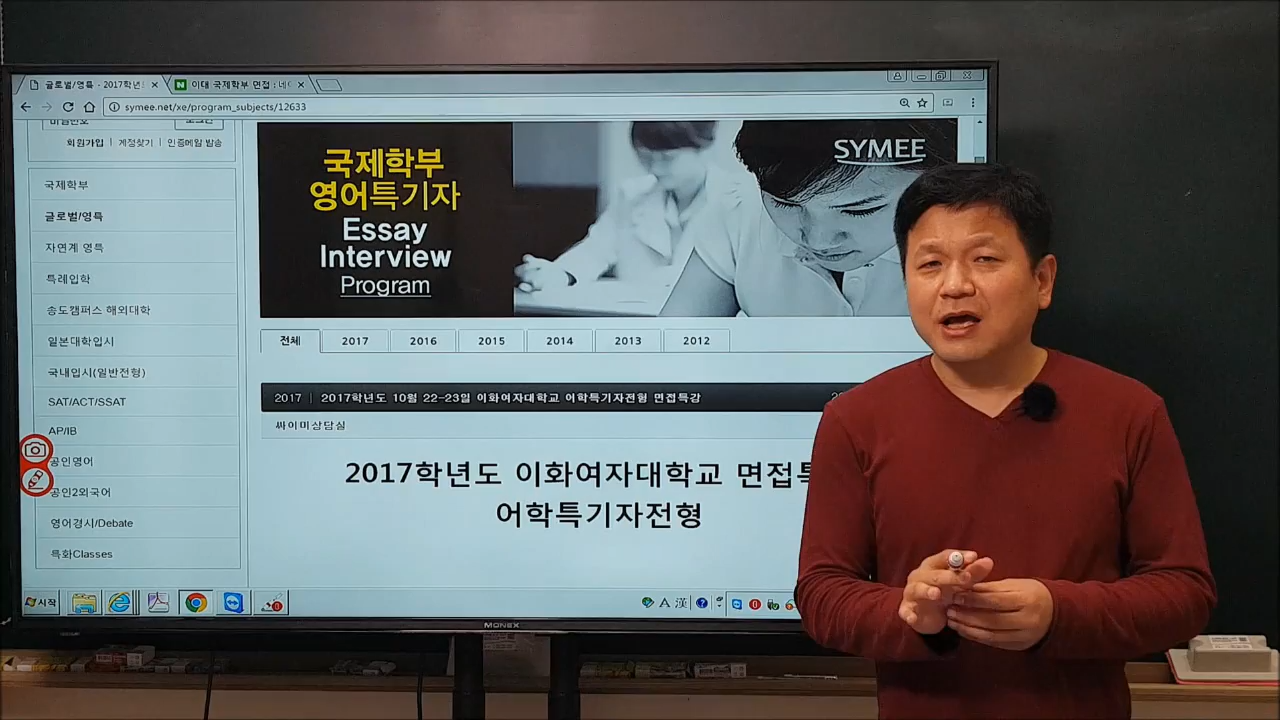 글로벌/영특 - 2017학년
이대 국제학부 면접 : 네이
symee.net/xe/program_subjects/12633
비밀번호
로그인
회원가입 | 계정찾기 | 인증메일 발송
국제학부
글로벌/영특
자연계 영특
특례입학
송도캠퍼스 해외대학
일본대학입시
국내입시(일반전형)
SAT/ACT/SSAT
AP/IB
공인영어
공인2외국어
영어경시/Debate
특화Classes
국제학부
영어특기자
Essay
Interview
Program
SYMEE
전체 2017 2016 2015 2014 2013 2012
2017 | 2017학년도 10월 22-23일 이화여자대학교 어학특기자전형 면접특강
싸이미상담실
2017학년도 이화여자대학교 면접특
어학특기자전형
시작
A 漢
MONEX